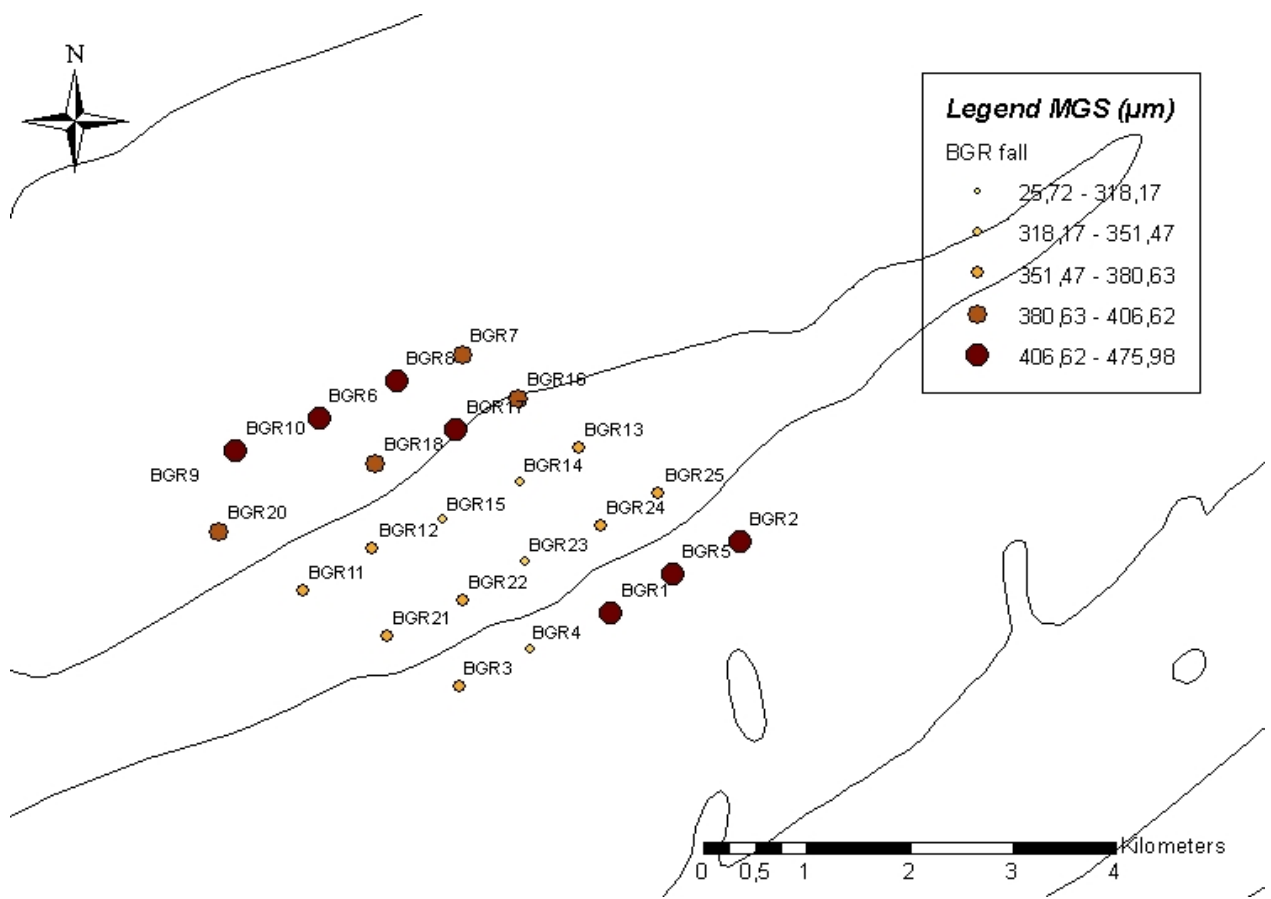 N
Legend MGS (µm)
BGR fall
25,72 - 318,17
318,17 - 351,47
351,47 - 380,63
380,63 - 406,62
406,62 - 475,98
BGR7
BGR8
BGR16
BGR6
BGR17
BGR10
BGR13
BGR18
BGR9
BGR14
BGR25
BGR15
BGR20
BGR24
BGR2
BGR12
BGR23
BGR5
BGR11
BGR22
BGR1
BGR21
BGR4
BGR3
Kilometers
0 0,5 1 2 3 4